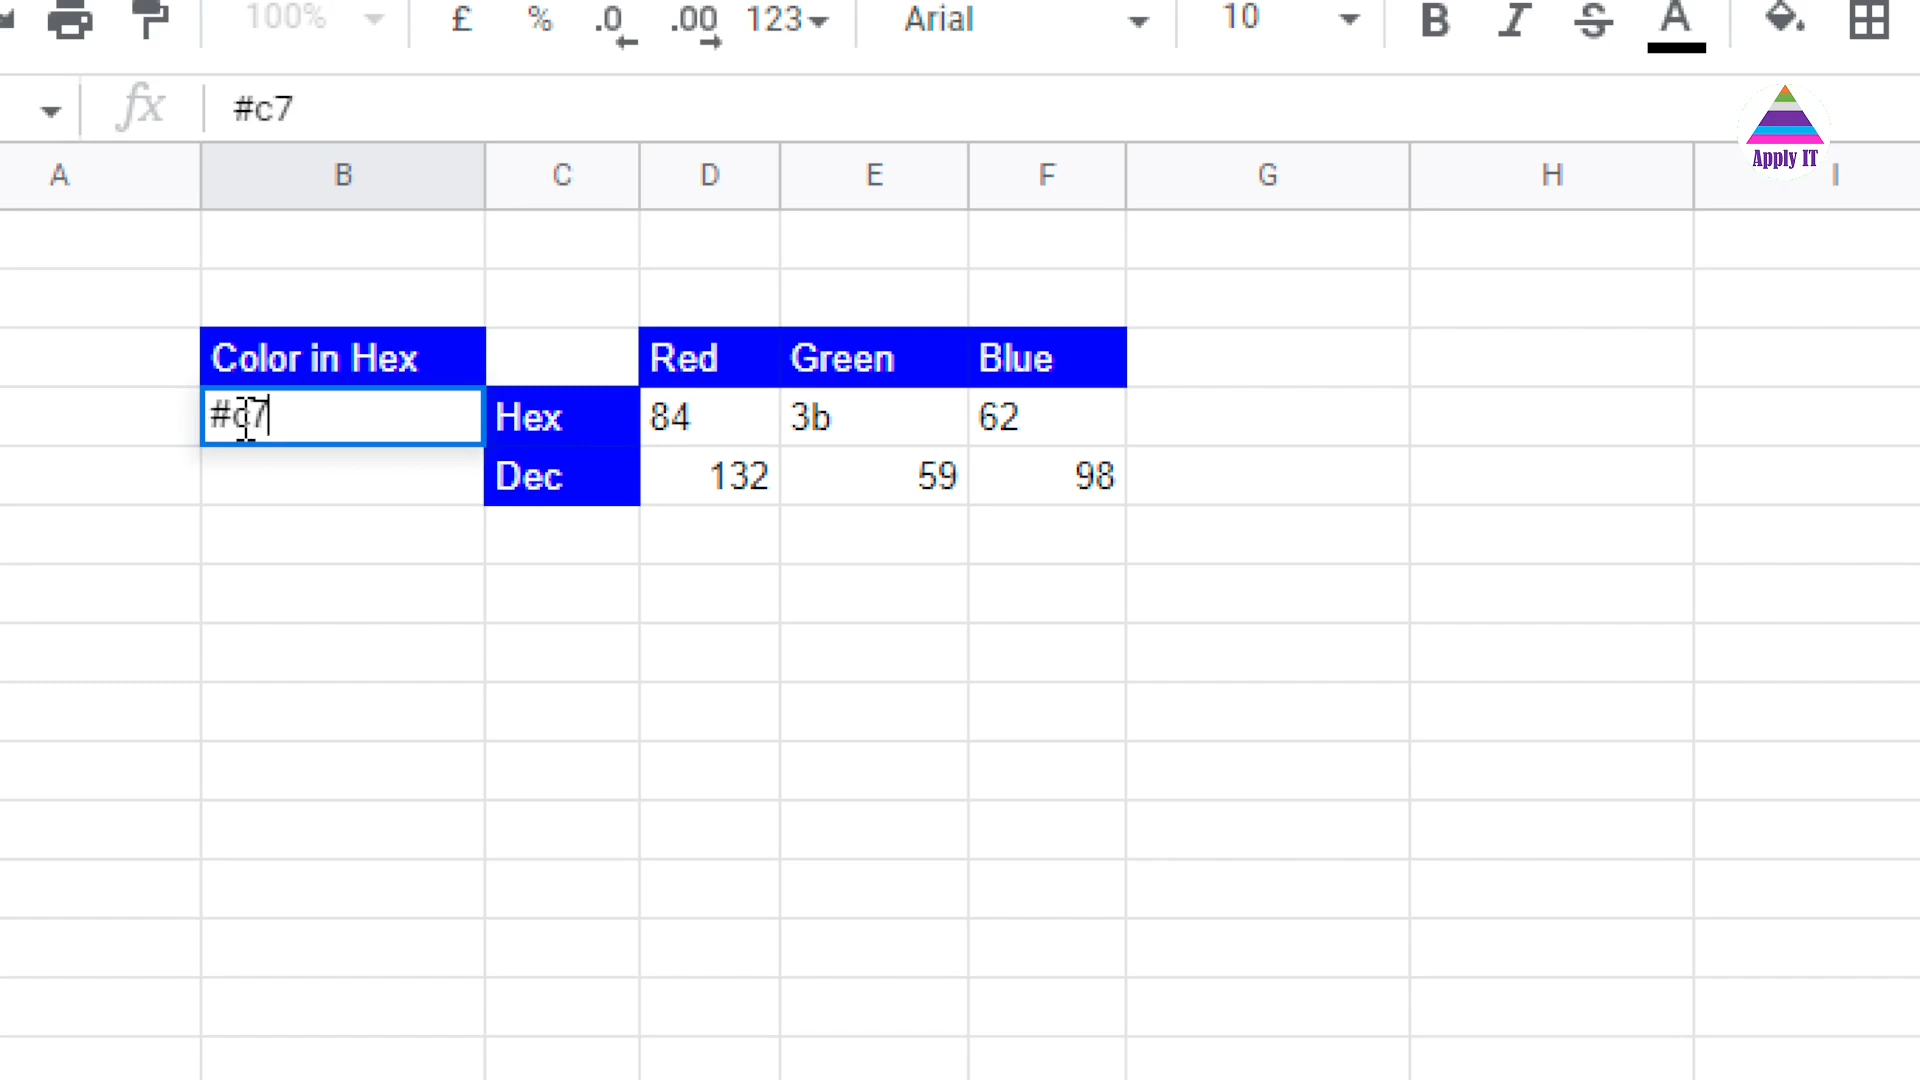 100% £ % .0 .00 123 Arial 10 B I S A
fx #c7
Apply IT
A B C D E F G H I
Color in Hex Red Green Blue
#c7 Hex 84 3b 62
Dec 132 59 98